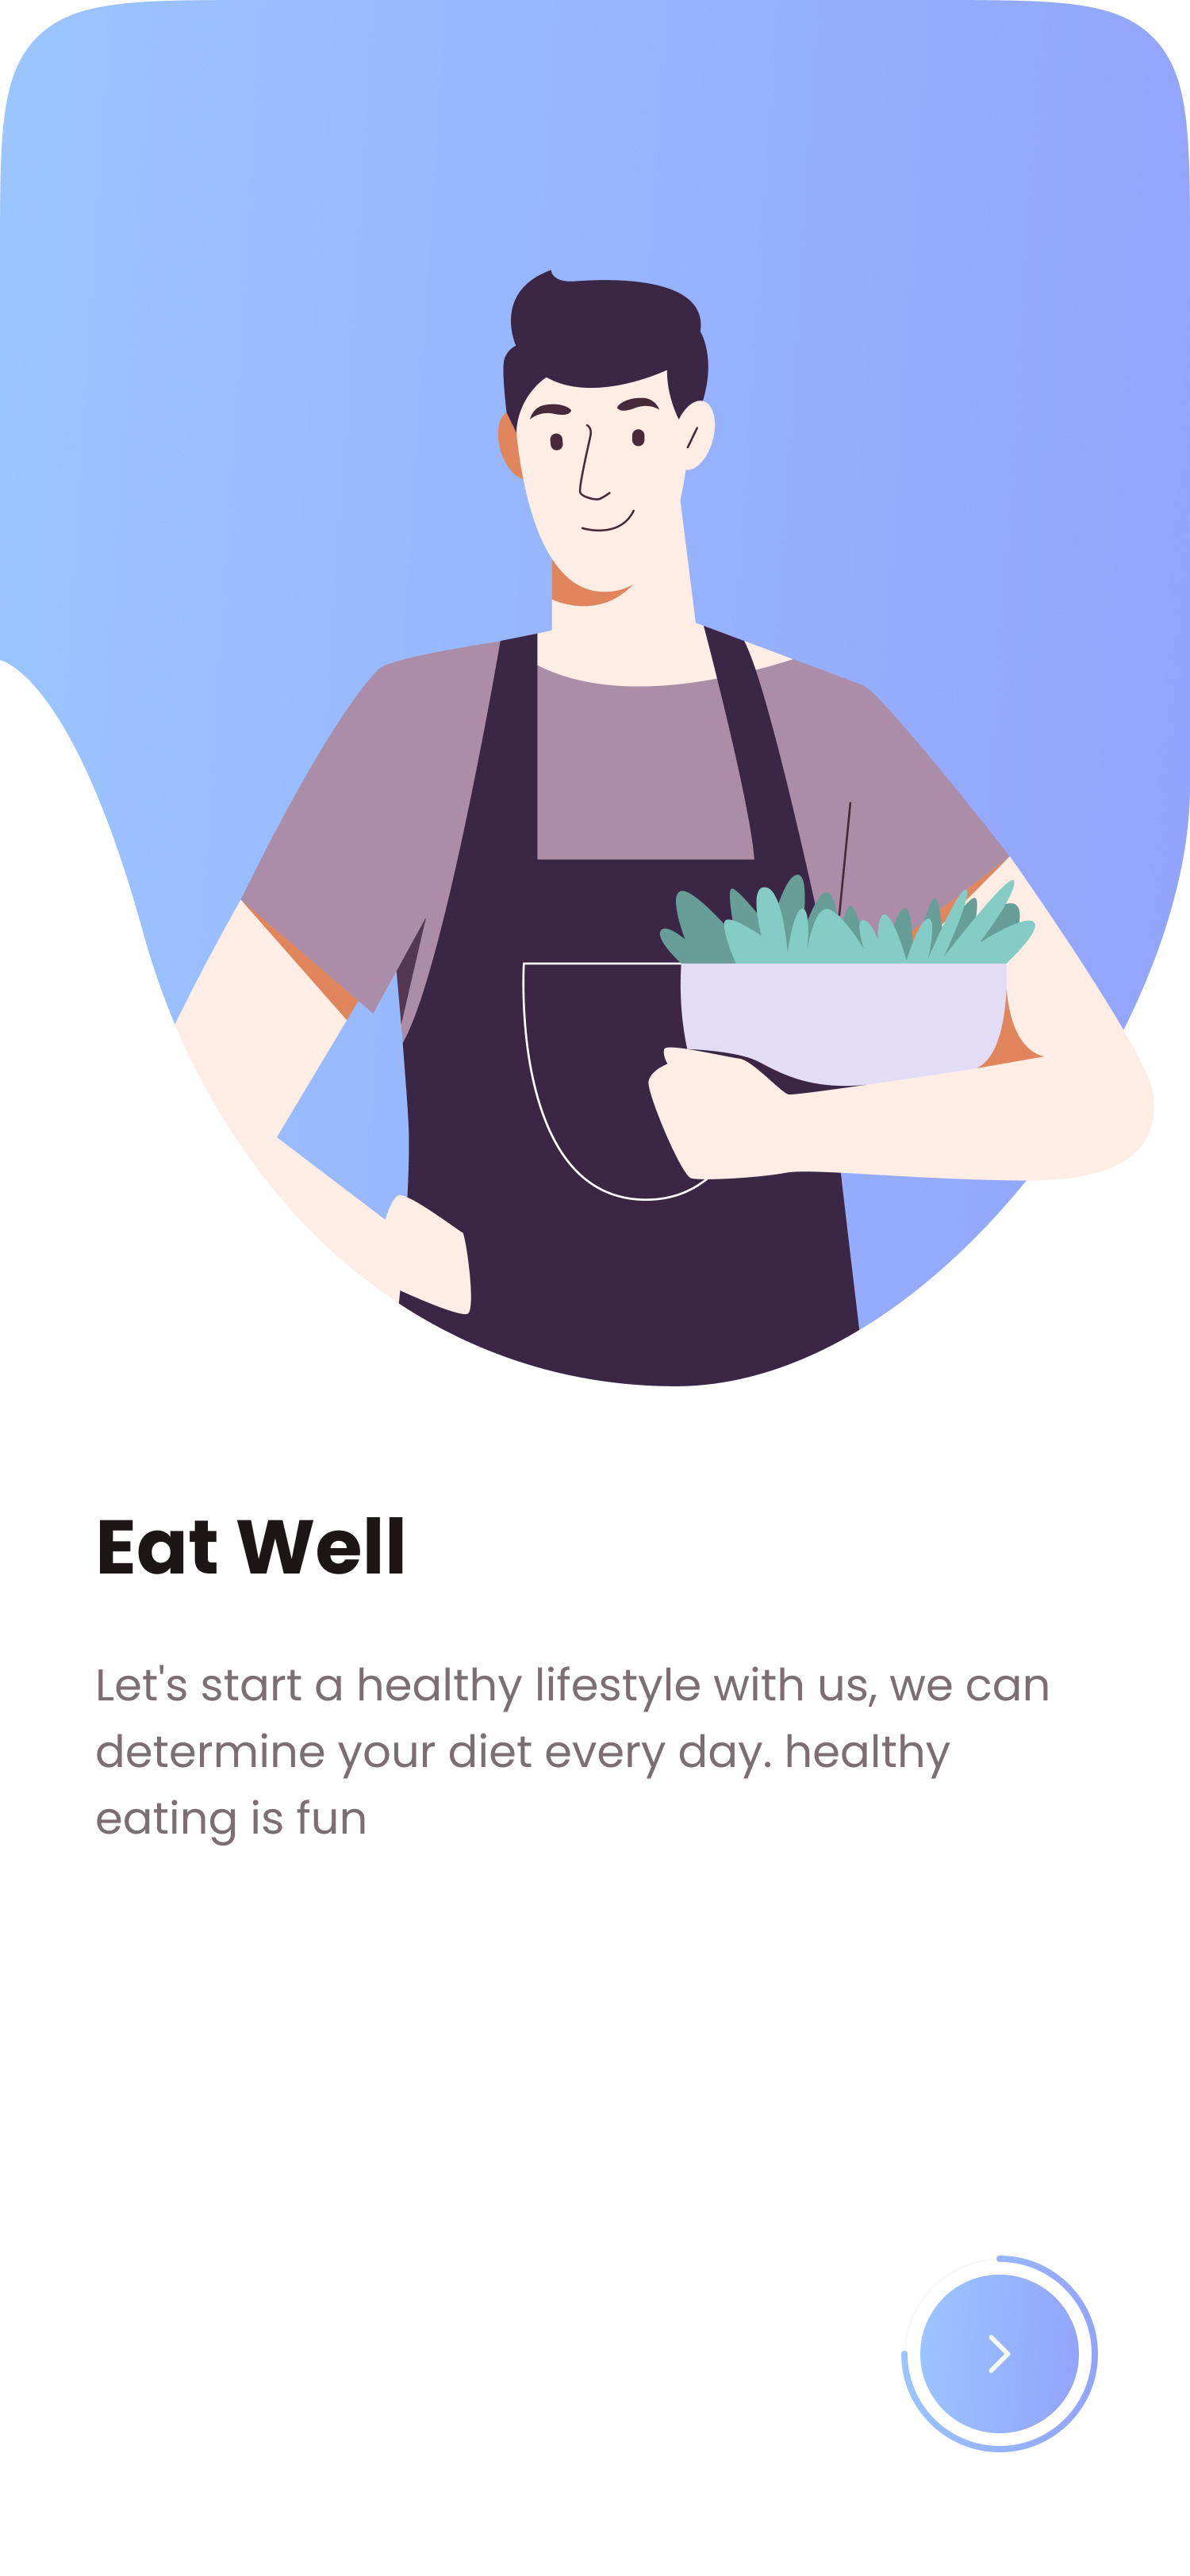 Eat Well
Let's start a healthy lifestyle with us, we can
determine your diet every day. healthy
eating is fun